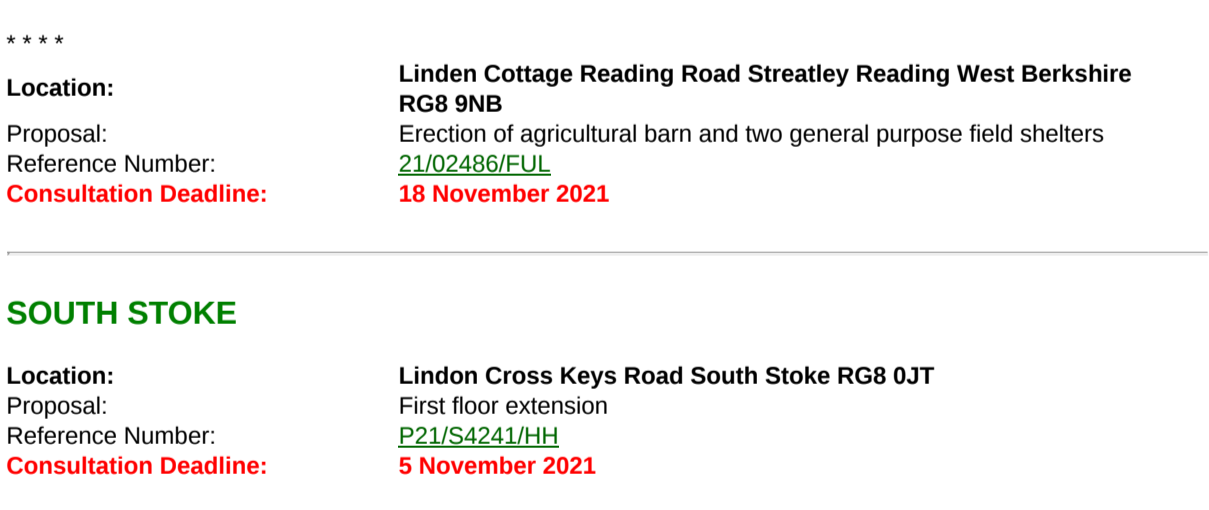 * * * *
Location: Linden Cottage Reading Road Streatley Reading West Berkshire
RG8 9NB
Proposal: Erection of agricultural barn and two general purpose field shelters
Reference Number: 21/02486/FUL
Consultation Deadline: 18 November 2021
SOUTH STOKE
Location: Lindon Cross Keys Road South Stoke RG8 0JT
Proposal: First floor extension
Reference Number: P21/S4241/HH
Consultation Deadline: 5 November 2021